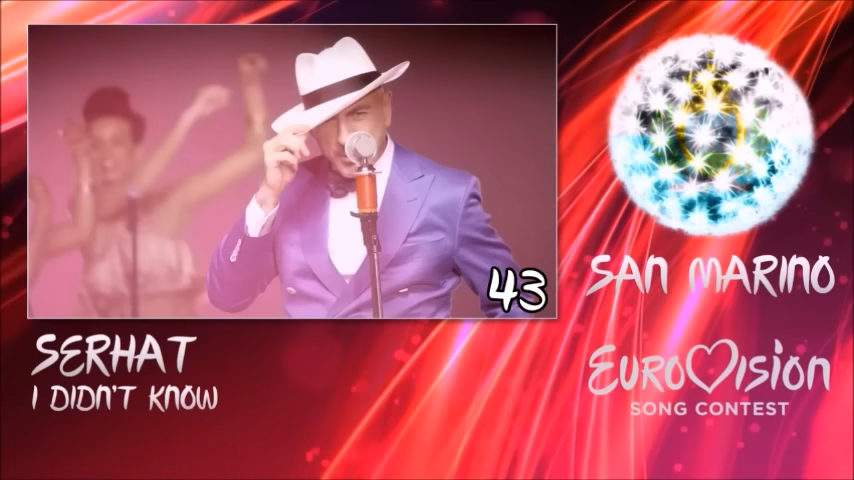 43
SERHAT
I DIDN'T KNOW
SAN MARINO
EUROVISION
SONG CONTEST